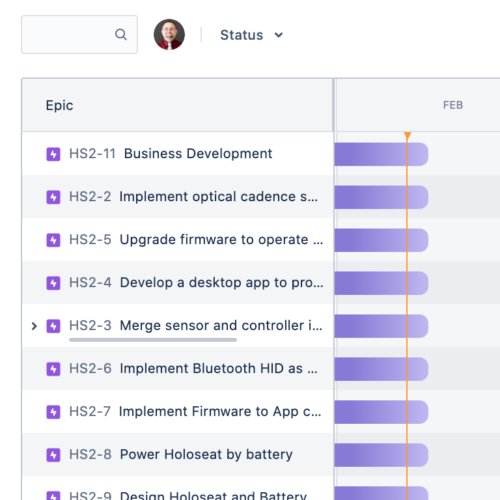 Status
Epic
FEB
HS2-11 Business Development
HS2-2 Implement optical cadence s...
HS2-5 Upgrade firmware to operate ...
HS2-4 Develop a desktop app to pro...
HS2-3 Merge sensor and controller i...
HS2-6 Implement Bluetooth HID as ...
HS2-7 Implement Firmware to App c...
HS2-8 Power Holoseat by battery
HS2-9 Design Holoseat and Battery